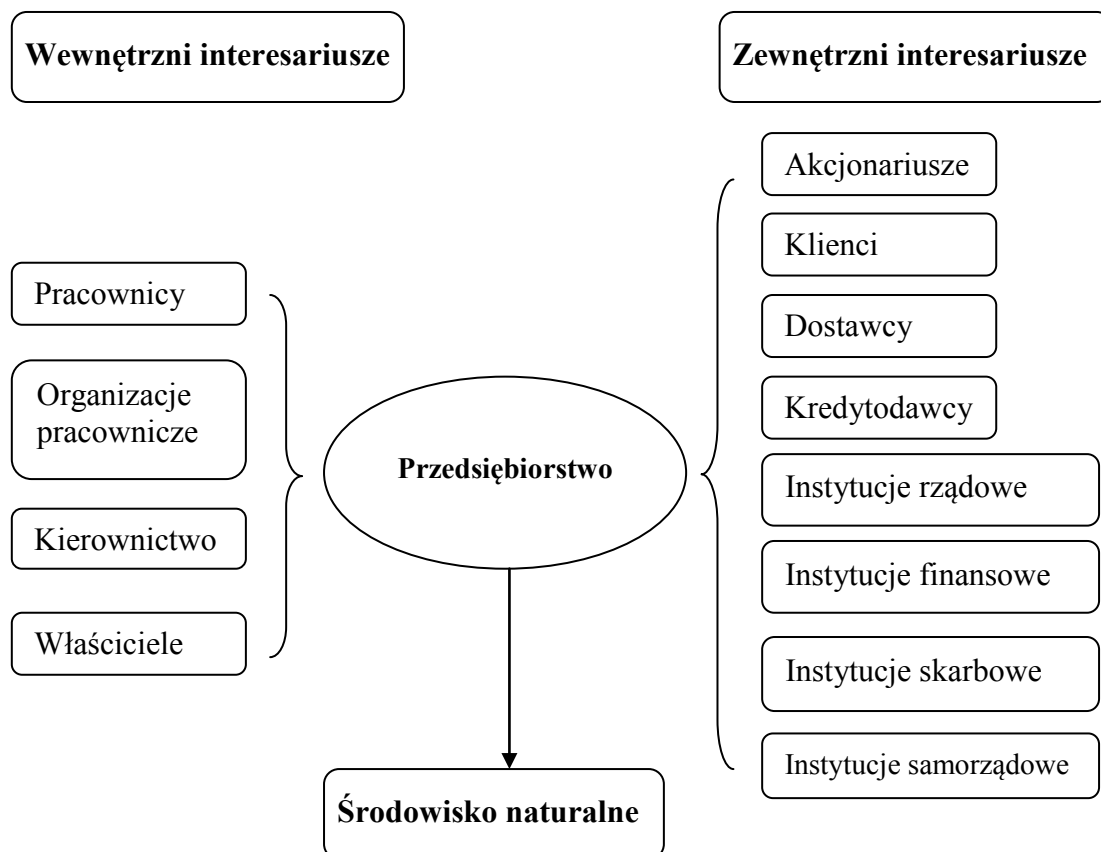 Wewnętrzni interesariusze
Zewnętrzni interesariusze
Pracownicy
Organizacje
pracownicze
Kierownictwo
Właściciele
Przedsiębiorstwo
Środowisko naturalne
Akcjonariusze
Klienci
Dostawcy
Kredytodawcy
Instytucje rządowe
Instytucje finansowe
Instytucje skarbowe
Instytucje samorządowe